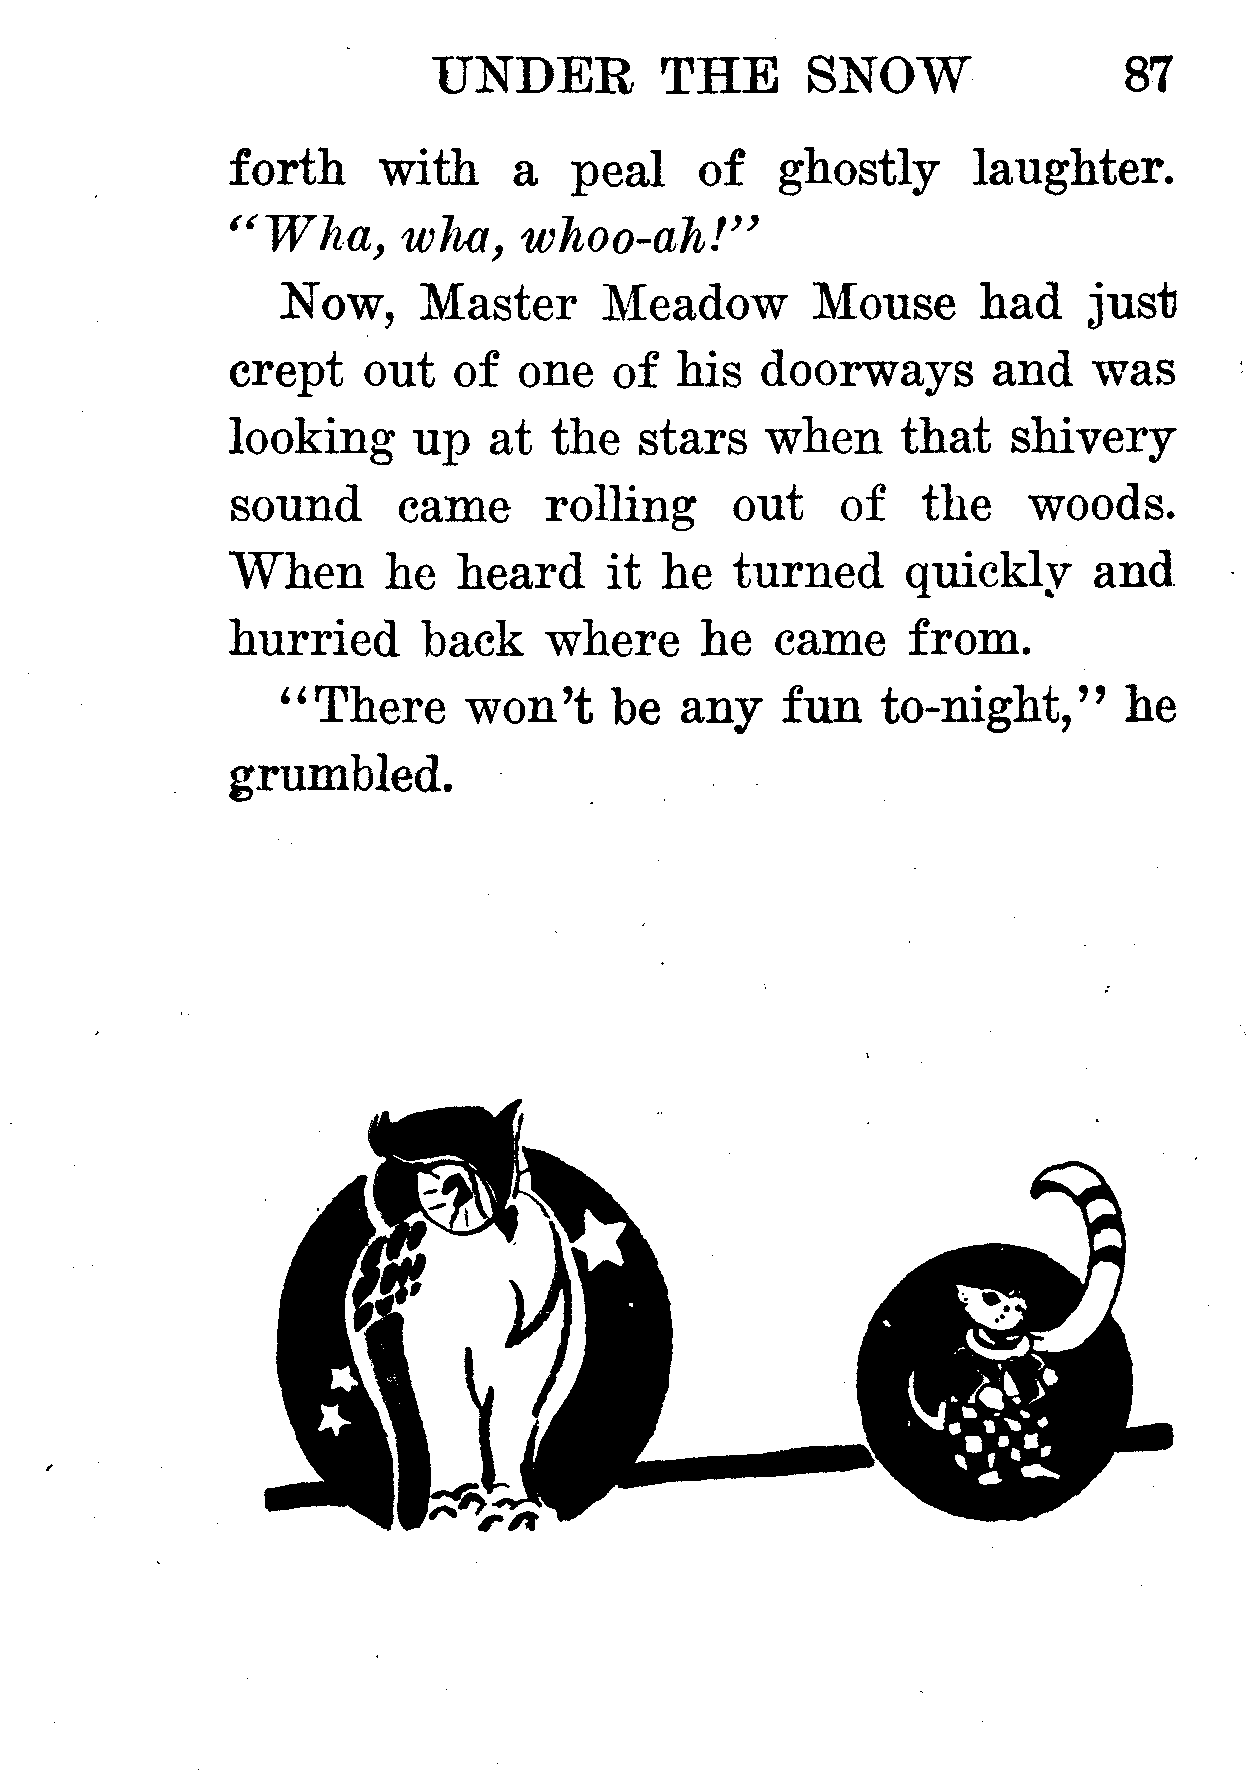 UNDER THE SNOW 87
forth with a peal of ghostly laughter.
“Wha, wha, whoo-ah!”
Now, Master Meadow Mouse had just
crept out of one of his doorways and was
looking up at the stars when that shivery
sound came rolling out of the woods.
When he heard it he turned quickly and
hurried back where he came from.
“There won’t be any fun to-night,” he
grumbled.